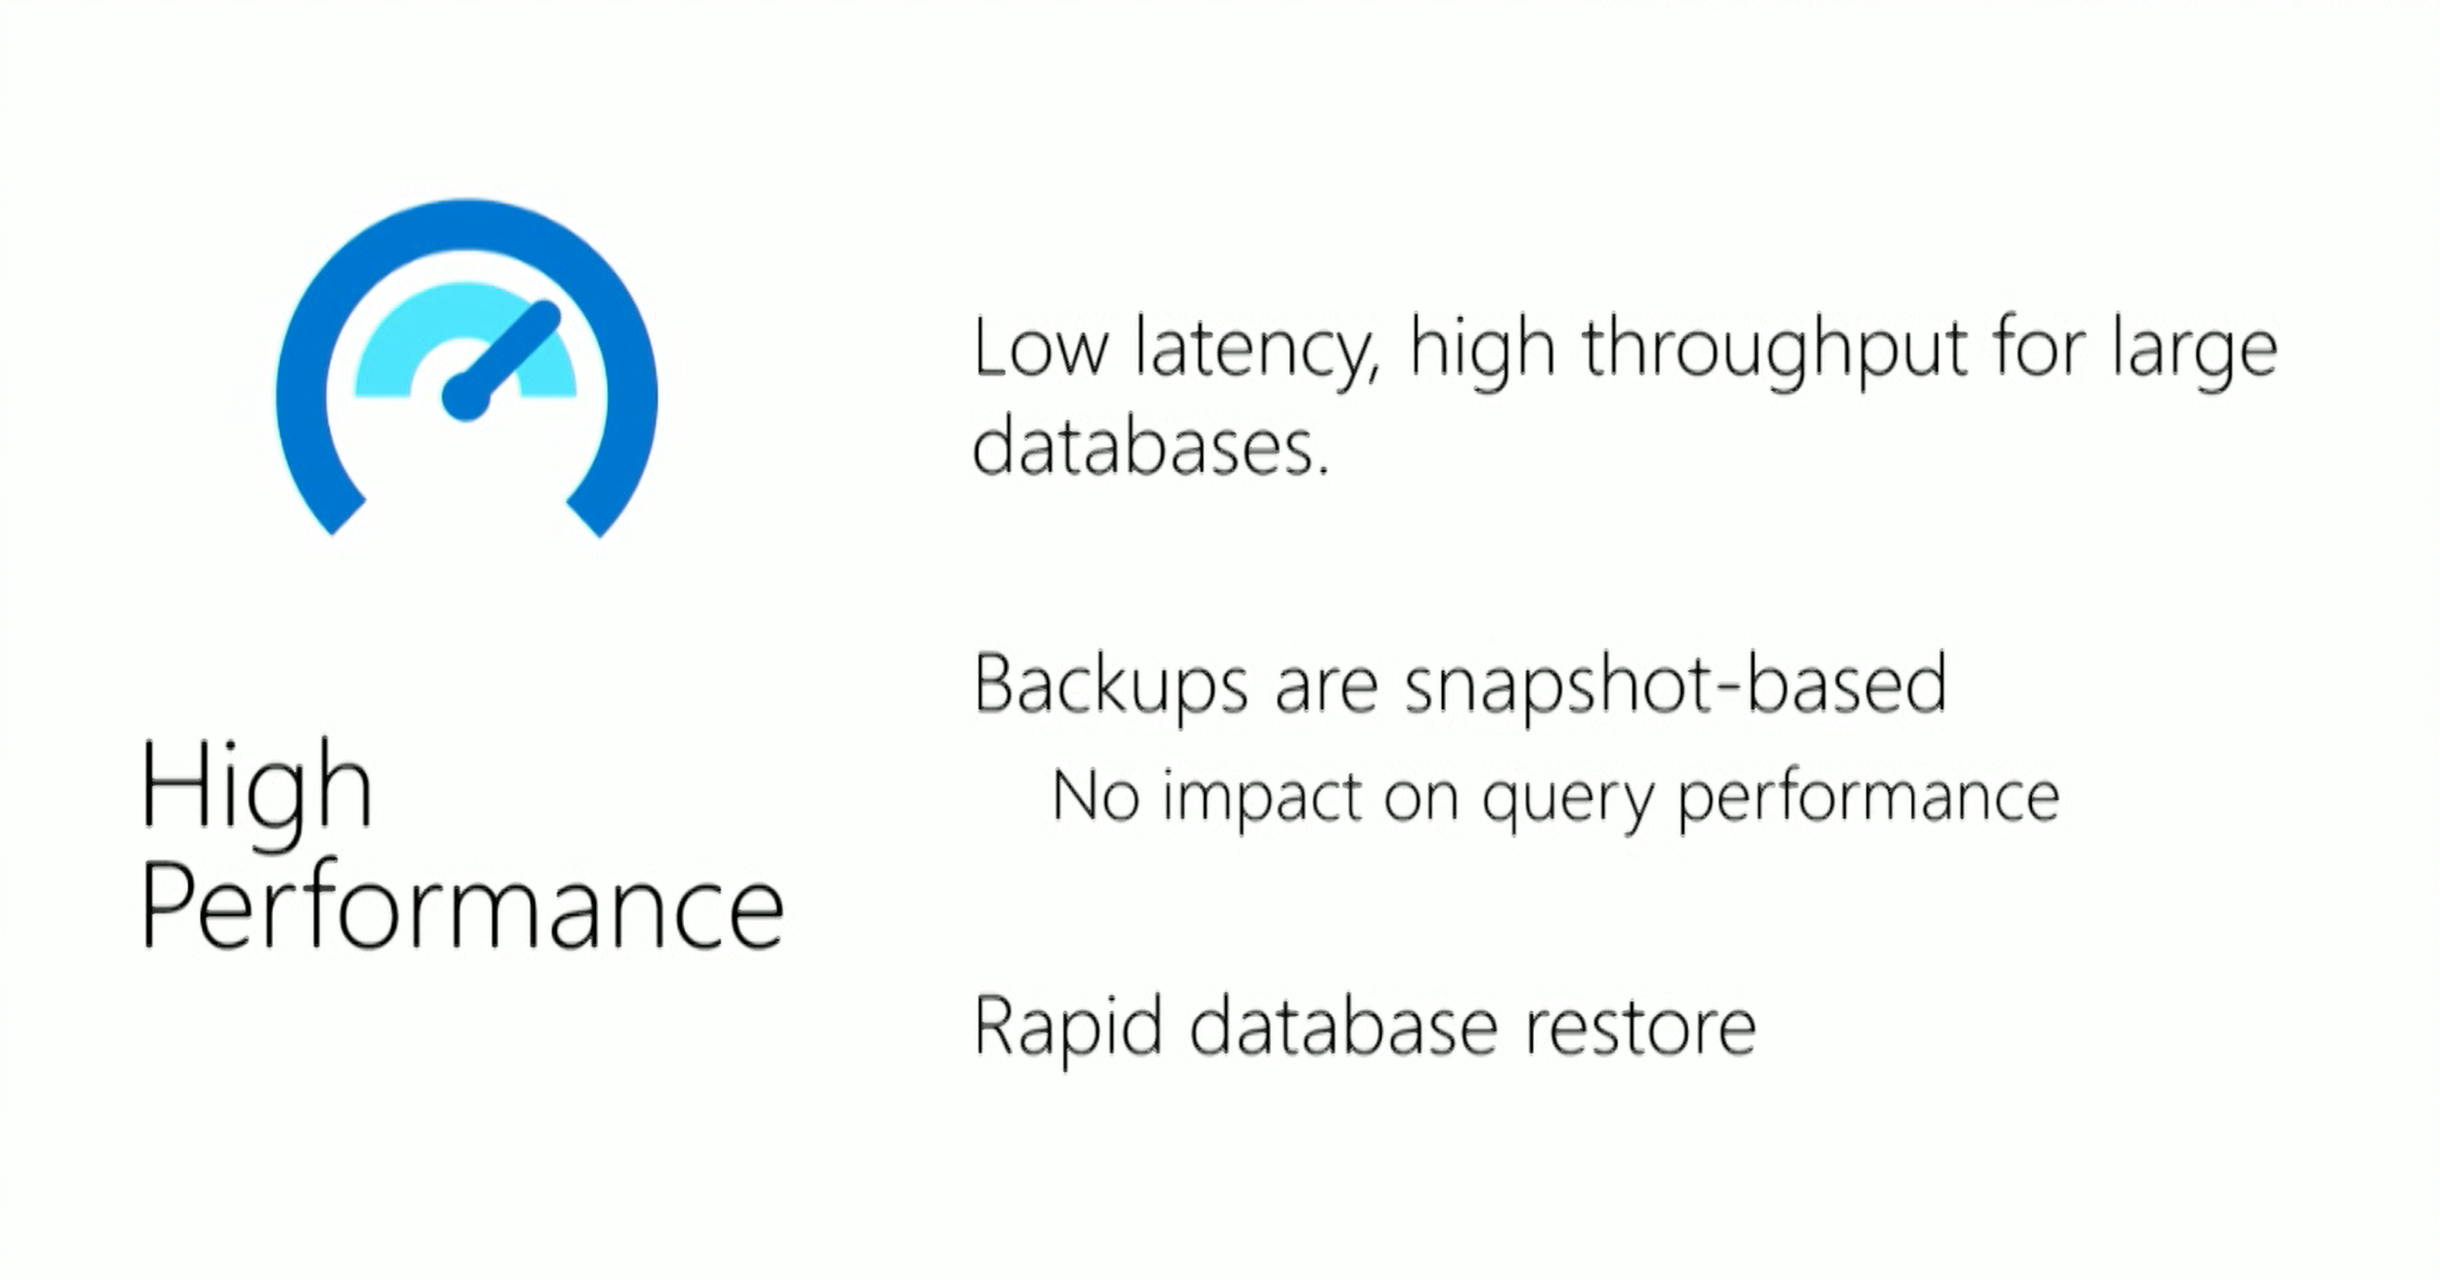 High
Performance
Low latency, high throughput for large
databases.
Backups are snapshot-based
No impact on query performance
Rapid database restore